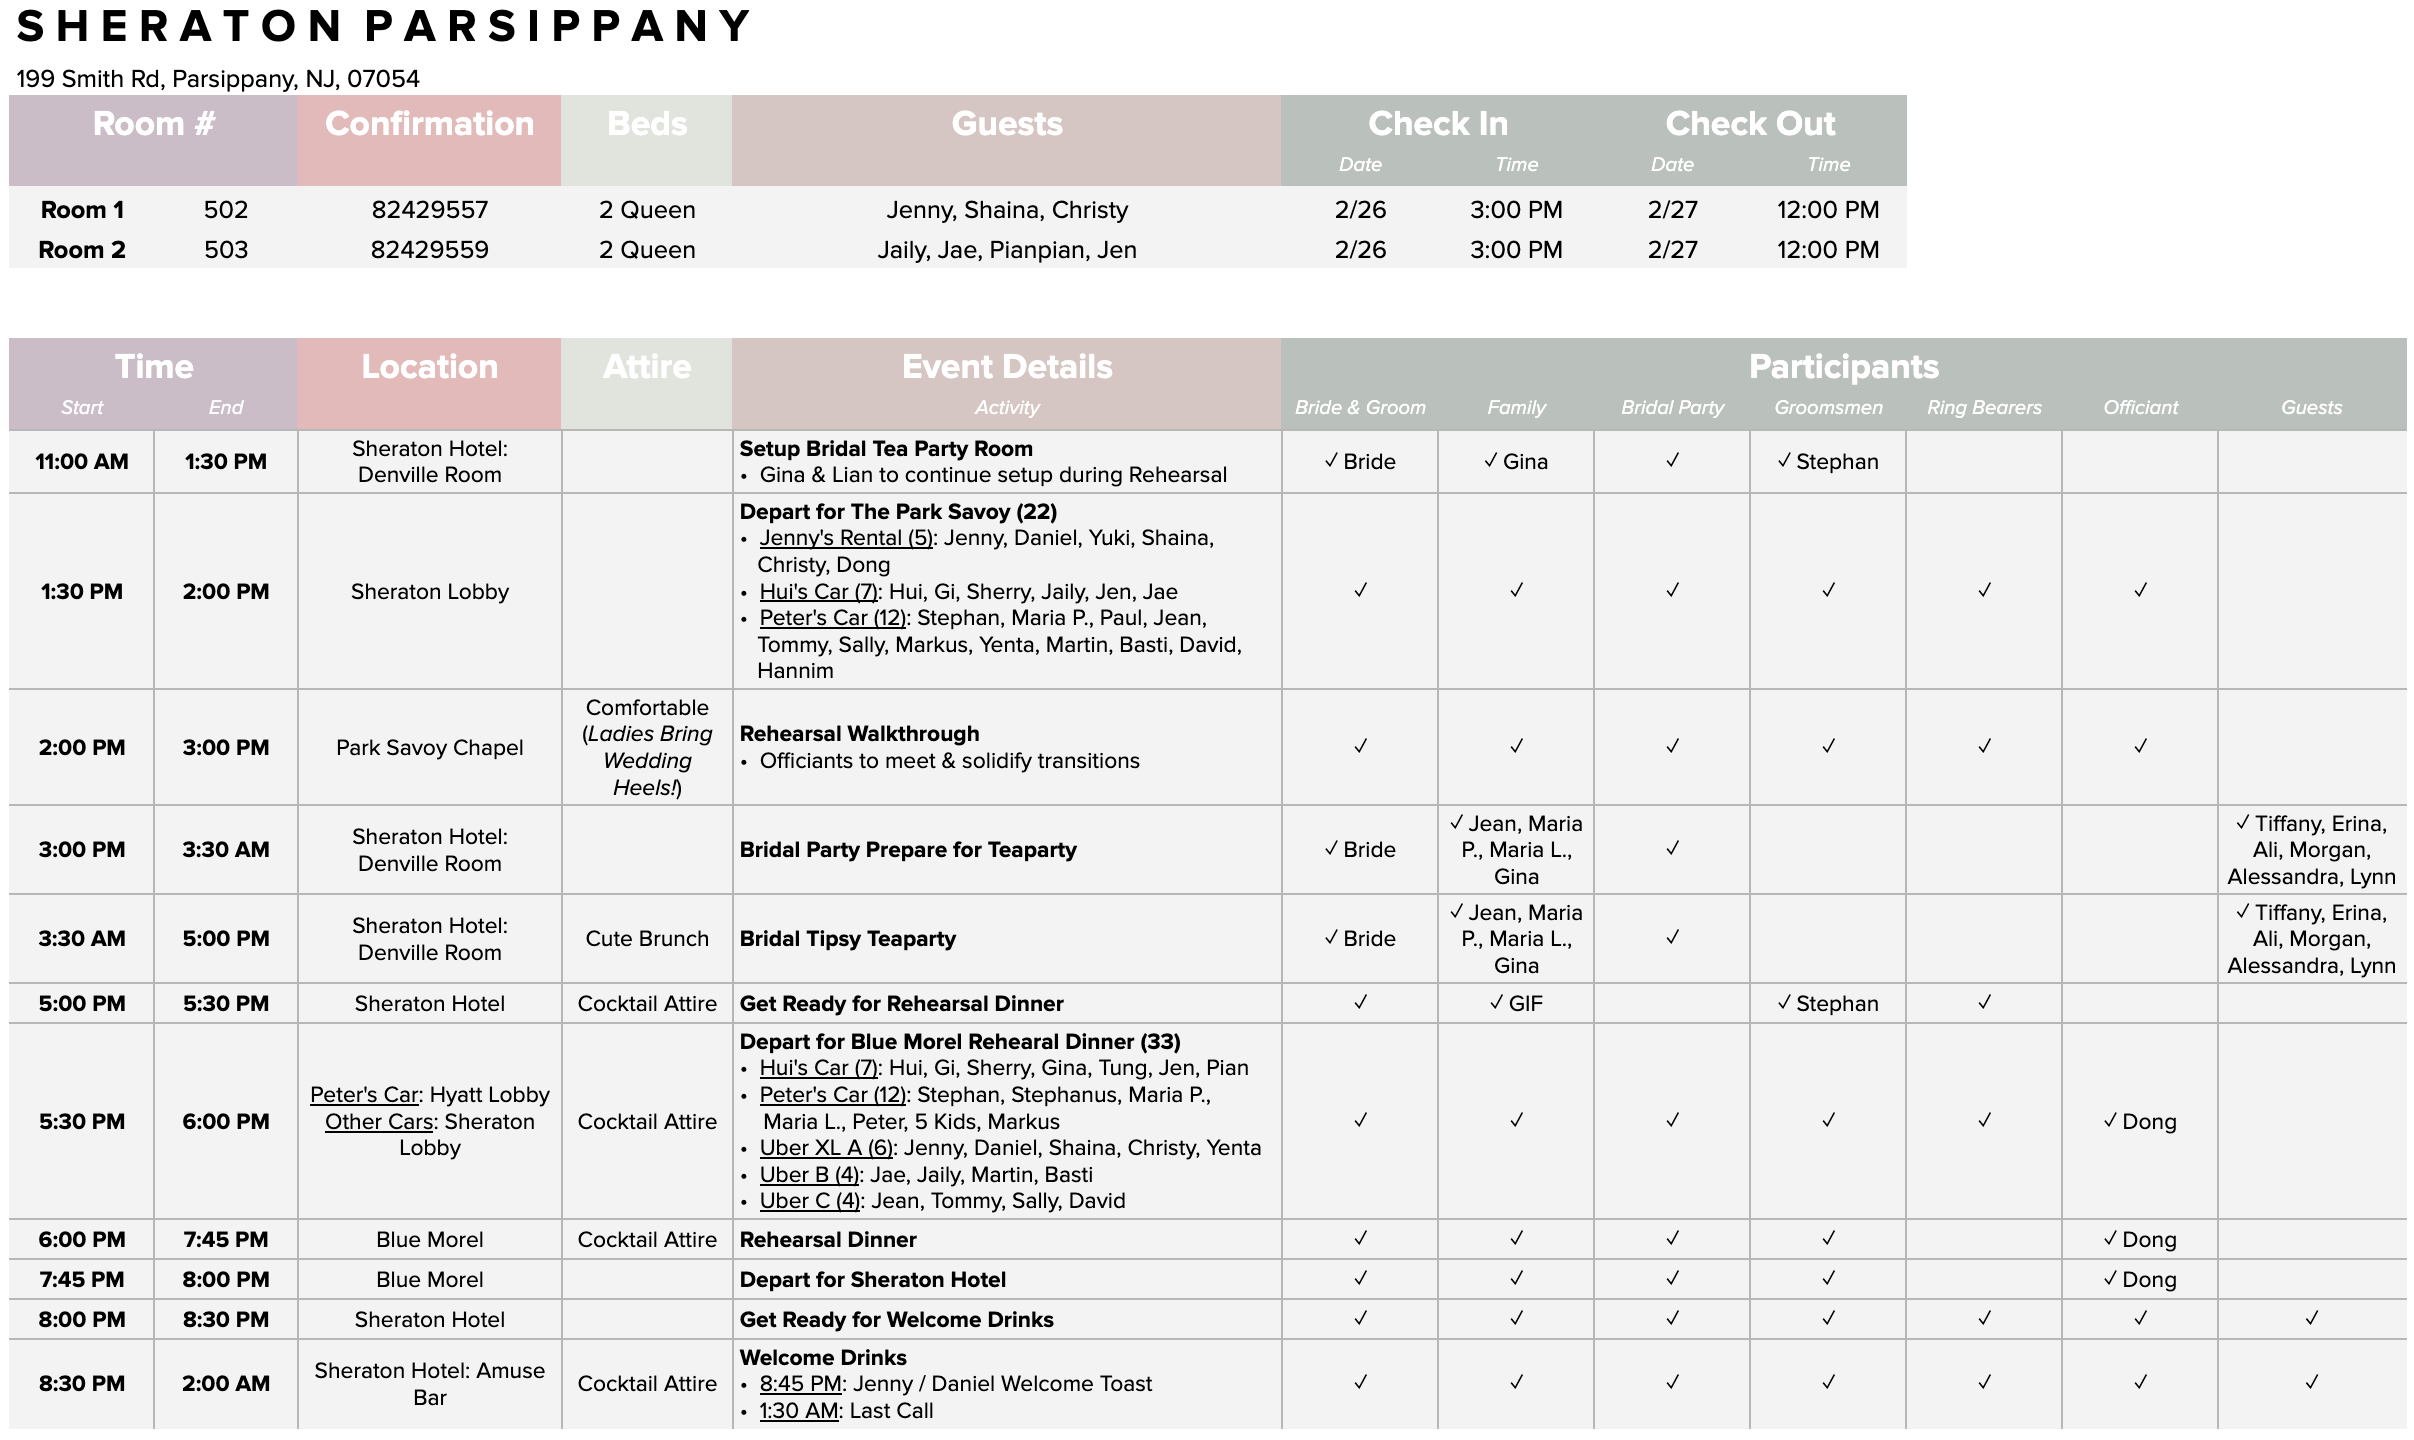 SHERATON PARSIPPANY
199 Smith Rd, Parsippany, NJ, 07054
Room # Confirmation Beds Guests Check In Check Out
Date Time Date Time
Room 1 502 82429557 2 Queen Jenny, Shaina, Christy 2/26 3:00 PM 2/27 12:00 PM
Room 2 503 82429559 2 Queen Jaily, Jae, Pianpian, Jen 2/26 3:00 PM 2/27 12:00 PM
Time Location Attire Event Details Participants
Start End Activity Bride & Groom Family Bridal Party Groomsmen Ring Bearers Officiant Guests
11:00 AM 1:30 PM
Sheraton Hotel:
Denville Room
Setup Bridal Tea Party Room
• Gina & Lian to continue setup during Rehearsal
✓ Bride ✓ Gina ✓ ✓ Stephan
1:30 PM 2:00 PM Sheraton Lobby
Depart for The Park Savoy (22)
• Jenny's Rental (5): Jenny, Daniel, Yuki, Shaina,
Christy, Dong
• Hui's Car (7): Hui, Gi, Sherry, Jaily, Jen, Jae
• Peter's Car (12): Stephan, Maria P., Paul, Jean,
Tommy, Sally, Markus, Yenta, Martin, Basti, David,
Hannim
✓ ✓ ✓ ✓ ✓ ✓
2:00 PM 3:00 PM Park Savoy Chapel
Comfortable
(Ladies Bring
Wedding
Heels!)
Rehearsal Walkthrough
• Officiants to meet & solidify transitions
✓ ✓ ✓ ✓ ✓ ✓
3:00 PM 3:30 AM
Sheraton Hotel:
Denville Room
Bridal Party Prepare for Teaparty
✓ Bride
✓ Jean, Maria
P., Maria L.,
Gina
✓
✓ Tiffany, Erina,
Ali, Morgan,
Alessandra, Lynn
3:30 AM 5:00 PM
Sheraton Hotel:
Denville Room
Cute Brunch
Bridal Tipsy Teaparty
✓ Bride
✓ Jean, Maria
P., Maria L.,
Gina
✓
✓ Tiffany, Erina,
Ali, Morgan,
Alessandra, Lynn
5:00 PM 5:30 PM Sheraton Hotel Cocktail Attire Get Ready for Rehearsal Dinner ✓ ✓ GIF ✓ Stephan ✓
5:30 PM 6:00 PM
Peter's Car: Hyatt Lobby
Other Cars: Sheraton
Lobby
Cocktail Attire
Depart for Blue Morel Rehearal Dinner (33)
• Hui's Car (7): Hui, Gi, Sherry, Gina, Tung, Jen, Pian
• Peter's Car (12): Stephan, Stephanus, Maria P.,
Maria L., Peter, 5 Kids, Markus
• Uber XL A (6): Jenny, Daniel, Shaina, Christy, Yenta
• Uber B (4): Jae, Jaily, Martin, Basti
• Uber C (4): Jean, Tommy, Sally, David
✓ ✓ ✓ ✓ ✓ ✓ Dong
6:00 PM 7:45 PM Blue Morel Cocktail Attire Rehearsal Dinner ✓ ✓ ✓ ✓ ✓ Dong
7:45 PM 8:00 PM Blue Morel Depart for Sheraton Hotel ✓ ✓ ✓ ✓ ✓ Dong
8:00 PM 8:30 PM Sheraton Hotel Get Ready for Welcome Drinks ✓ ✓ ✓ ✓ ✓ ✓ ✓
8:30 PM 2:00 AM
Sheraton Hotel: Amuse
Bar
Cocktail Attire
Welcome Drinks
• 8:45 PM: Jenny / Daniel Welcome Toast
• 1:30 AM: Last Call
✓ ✓ ✓ ✓ ✓ ✓ ✓